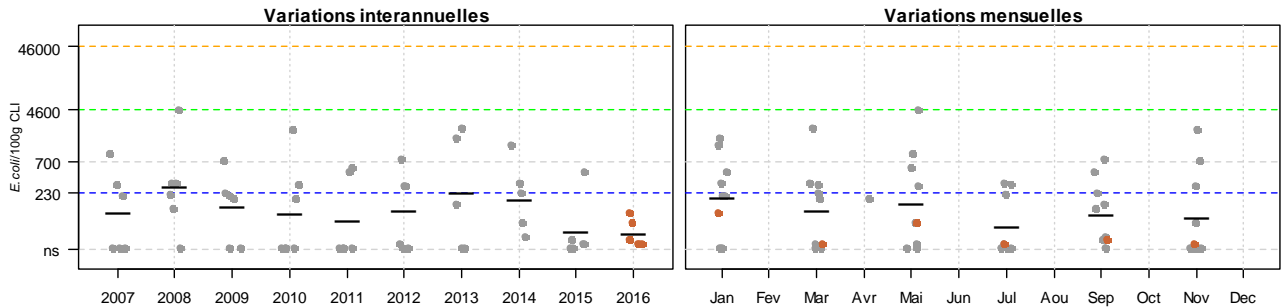 Variations interannuelles
Variations mensuelles
E.coli/100g CLI
46000
4600
700
230
ns
2007 2008 2009 2010 2011 2012 2013 2014 2015 2016
Jan Fev Mar Avr Mai Jun Jul Aou Sep Oct Nov Dec